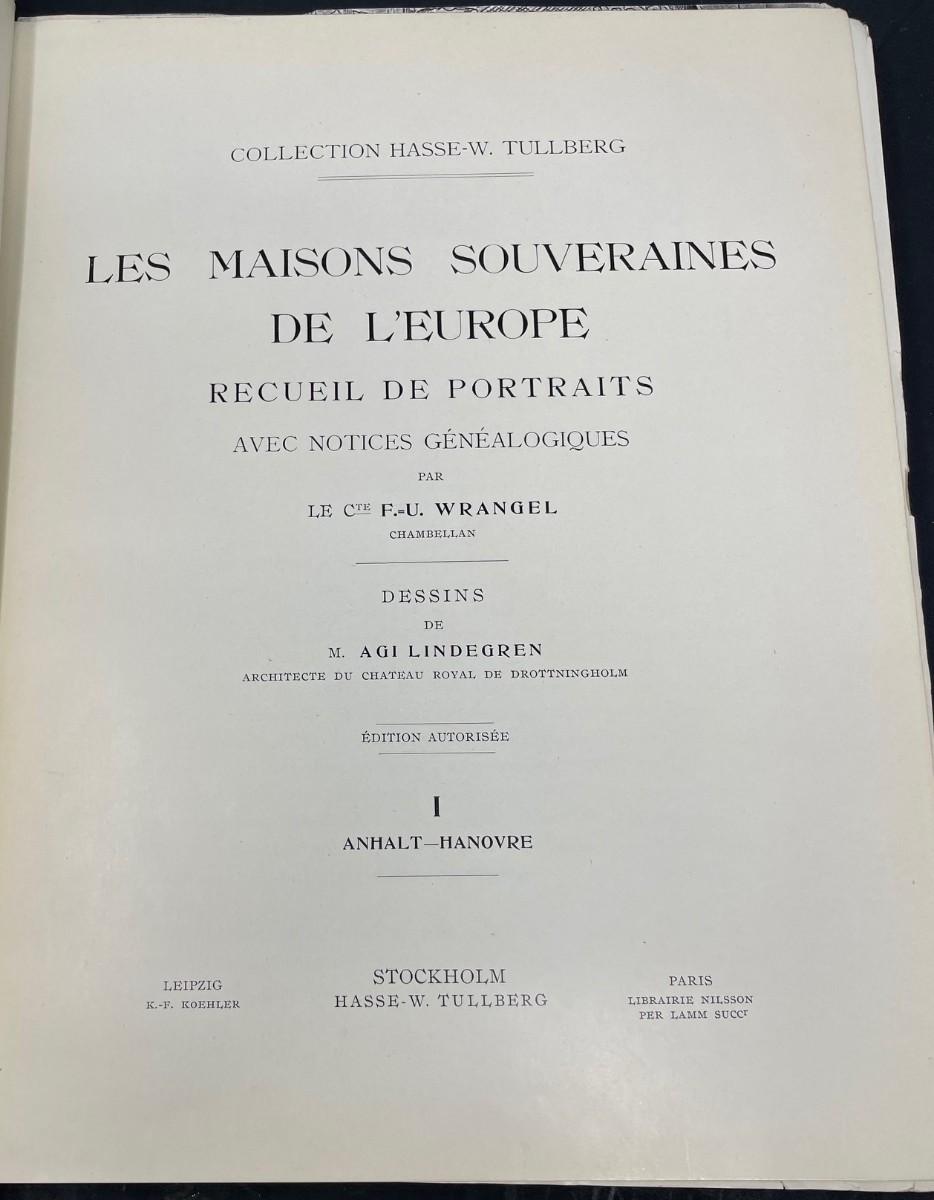 COLLECTION HASSE-W. TULLBERG
LES MAISONS SOUVERAINES
DE L'EUROPE
RECUEIL DE PORTRAITS
AVEC NOTICES GÉNÉALOGIQUES
PAR
LE CTE F.=U. WRANGEL
CHAMBELLAN
DESSINS
DE
M. AGI LINDEGREN
ARCHITECTE DU CHATEAU ROYAL DE DROTTNINGHOLM
ÉDITION AUTORISÉE
I
ANHALT—HANOVRE
LEIPZIG
K.-F. KOEHLER
STOCKHOLM
HASSE-W. TULLBERG
PARIS
LIBRAIRIE NILSSON
PER LAMM SUCCR